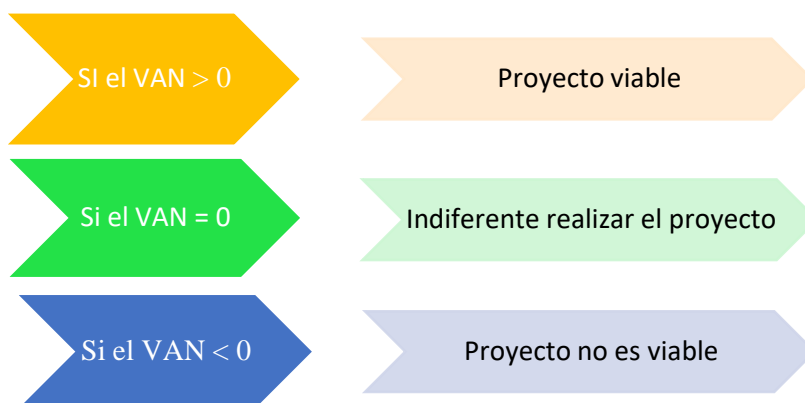 SI el VAN > 0
Proyecto viable
Si el VAN = 0
Indiferente realizar el proyecto
Si el VAN < 0
Proyecto no es viable